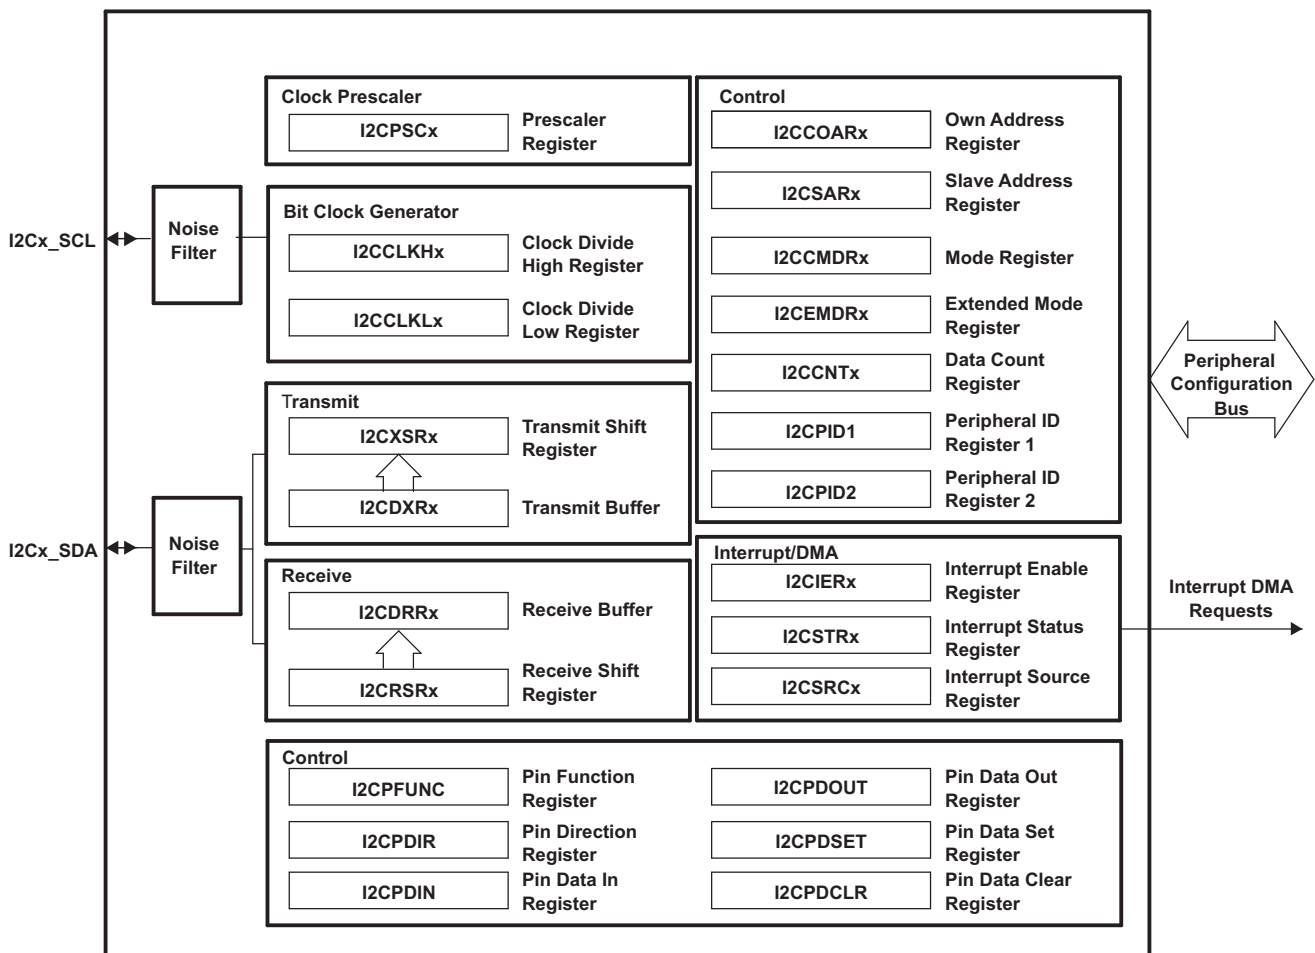 Clock Prescaler
I2CPSCx
Prescaler
Register
Control
I2CCOARx
Own Address
Register
I2CSARx
Slave Address
Register
I2CCMDRx
Mode Register
I2CEMDRx
Extended Mode
Register
I2CCNTx
Data Count
Register
I2CPID1
Peripheral ID
Register 1
I2CPID2
Peripheral ID
Register 2
I2Cx_SCL
Noise
Filter
Bit Clock Generator
I2CCLKHx
Clock Divide
High Register
I2CCLKLx
Clock Divide
Low Register
Peripheral
Configuration
Bus
Transmit
I2CXSRx
Transmit Shift
Register
I2CDXRx
Transmit Buffer
I2Cx_SDA
Noise
Filter
Receive
I2CDRRx
Receive Buffer
I2CRSRx
Receive Shift
Register
Interrupt/DMA
I2CIERx
Interrupt Enable
Register
I2CSTRx
Interrupt Status
Register
I2CSRCx
Interrupt Source
Register
Interrupt DMA
Requests
Control
I2CPFUNC
Pin Function
Register
I2CPDIR
Pin Direction
Register
I2CPDIN
Pin Data In
Register
I2CPDOUT
Pin Data Out
Register
I2CPDSET
Pin Data Set
Register
I2CPDCLR
Pin Data Clear
Register